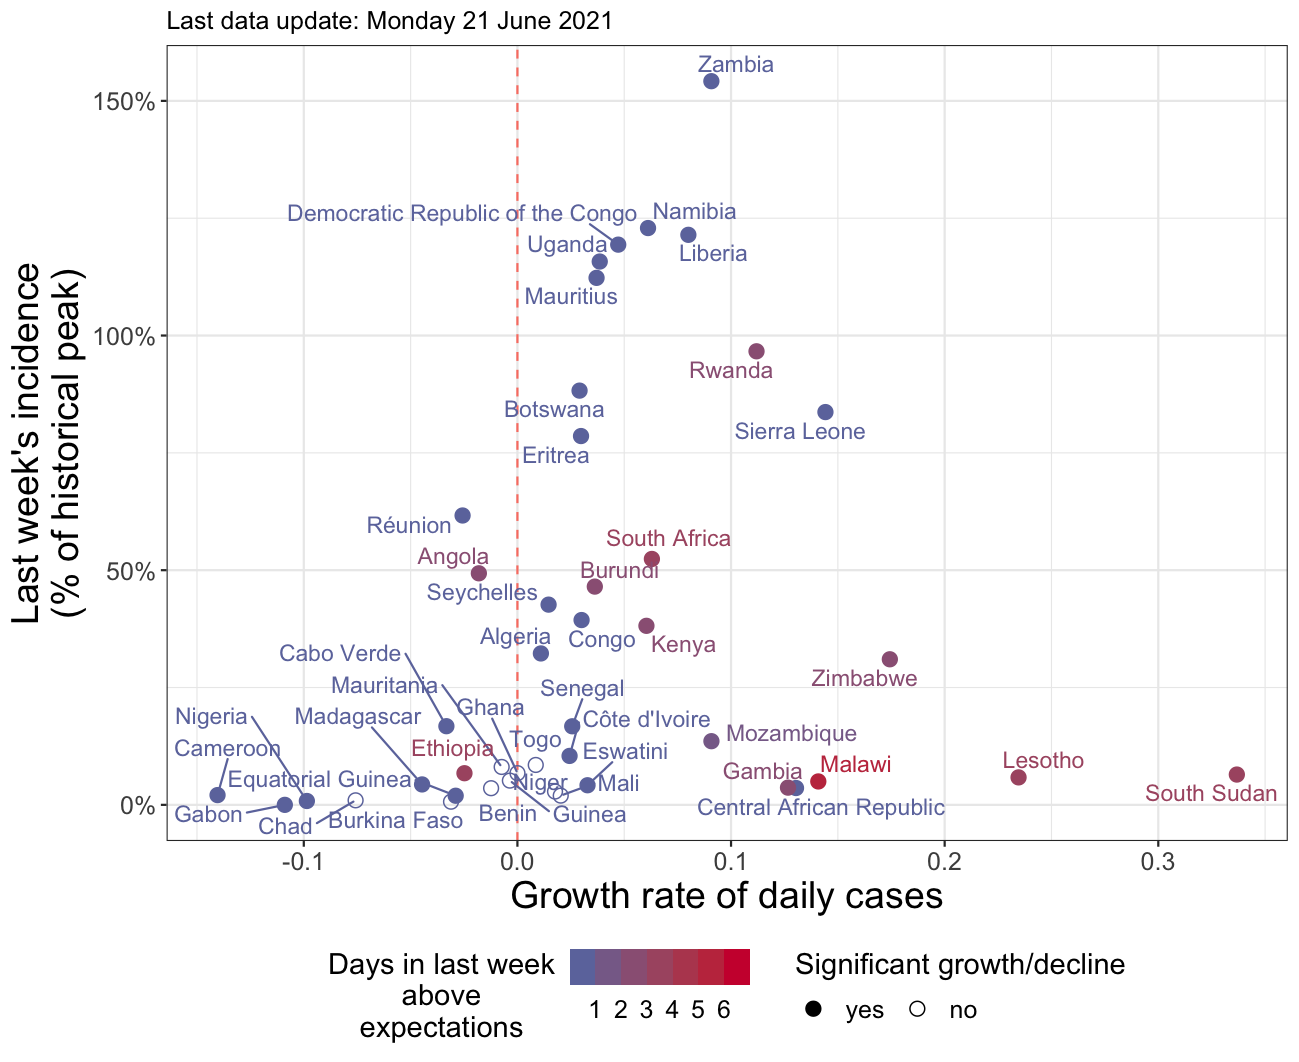 Last data update: Monday 21 June 2021
Last week's incidence
(% of historical peak)
150%
100%
50%
0%
Zambia
Democratic Republic of the Congo
Namibia
Uganda
Liberia
Mauritius
Rwanda
Botswana
Sierra Leone
Eritrea
Réunion
South Africa
Angola
Burundi
Seychelles
Algeria
Congo
Kenya
Cabo Verde
Zimbabwe
Mauritania
Senegal
Ghana
Nigeria
Madagascar
Côte d'Ivoire
Togo
Mozambique
Cameroon
Ethiopia
Eswatini
Lesotho
Malawi
Gambia
Equatorial Guinea
Niger
Mali
South Sudan
Central African Republic
Gabon
Chad
Burkina Faso
Benin
Guinea
-0.1
0.0
0.1
0.2
0.3
Growth rate of daily cases
Days in last week
above
expectations
1 2 3 4 5 6
Significant growth/decline
yes
no